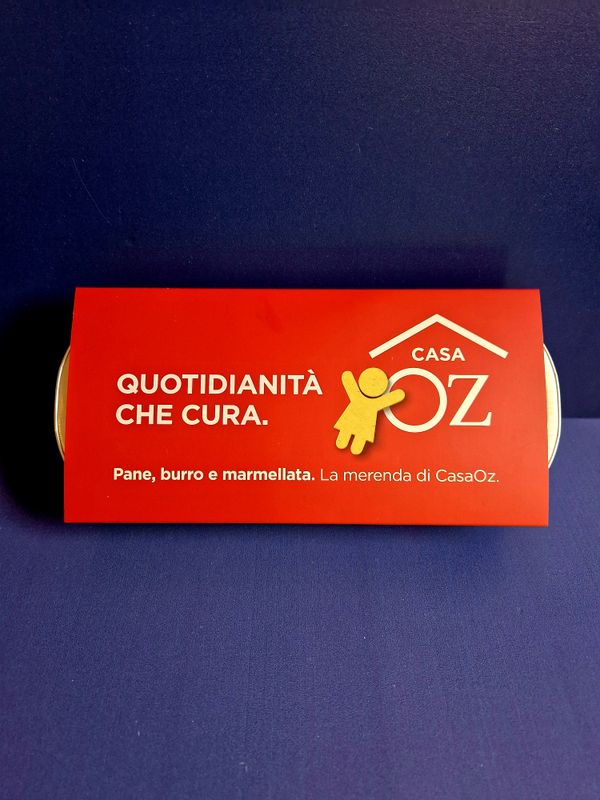 CASA
OZ
QUOTIDIANITÀ
CHE CURA.
Pane, burro e marmellata. La merenda di CasaOz.